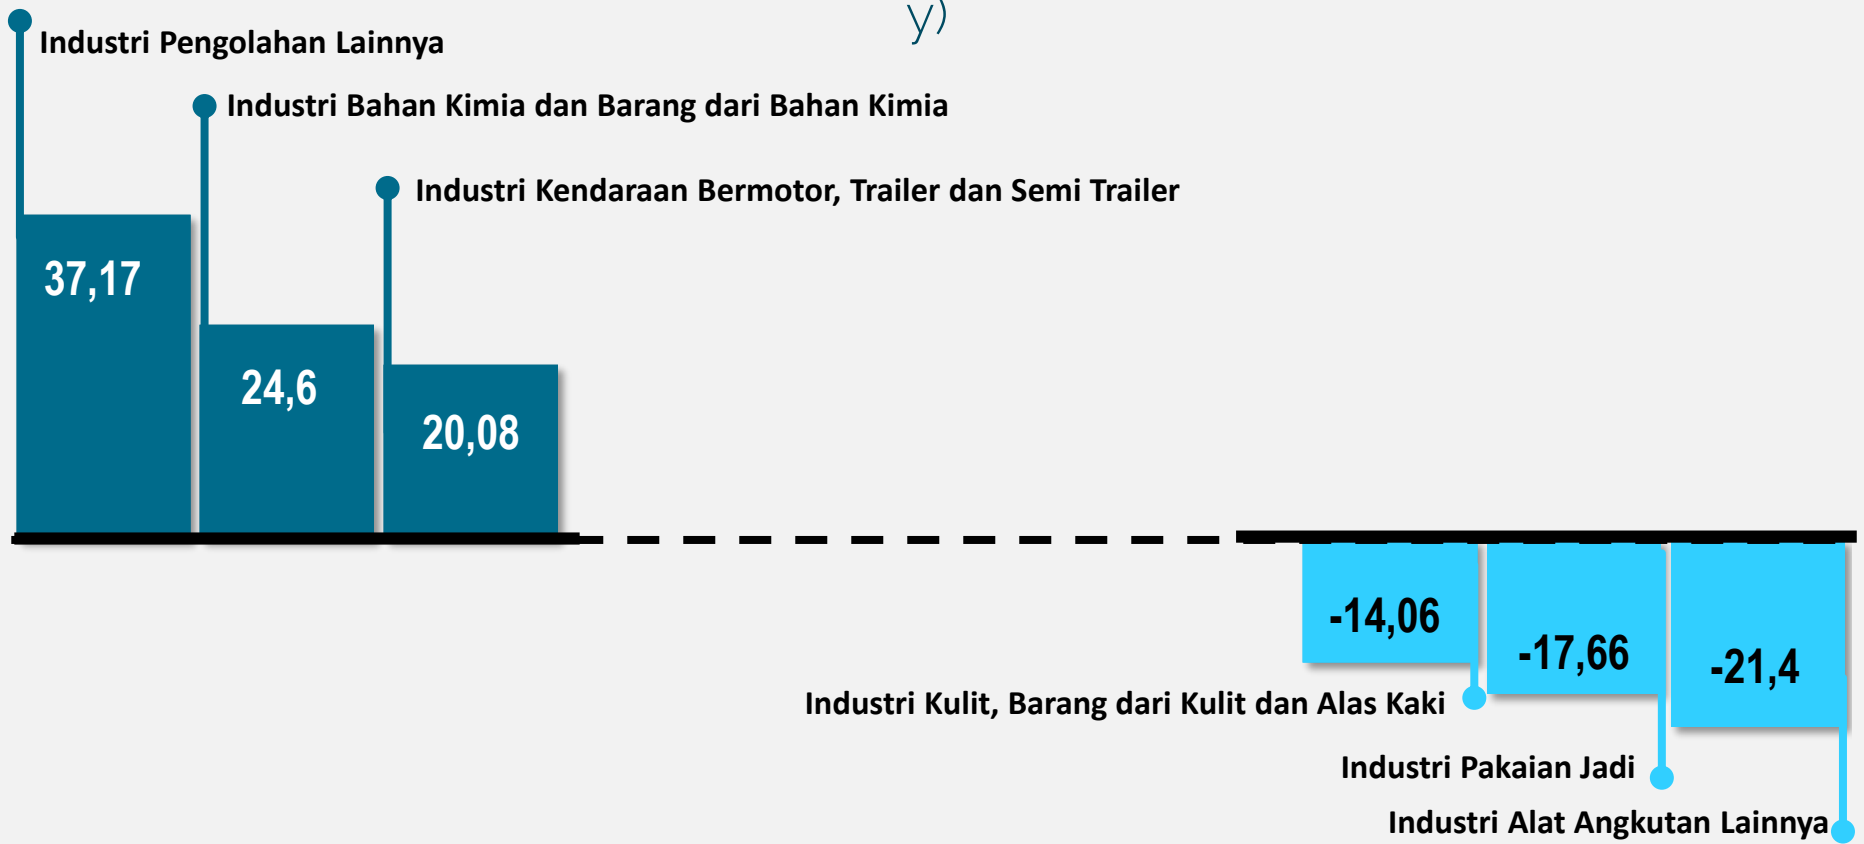 y)
Industri Pengolahan Lainnya
Industri Bahan Kimia dan Barang dari Bahan Kimia
Industri Kendaraan Bermotor, Trailer dan Semi Trailer
37,17
24,6
20,08
-14,06
-17,66
-21,4
Industri Kulit, Barang dari Kulit dan Alas Kaki
Industri Pakaian Jadi
Industri Alat Angkutan Lainnya